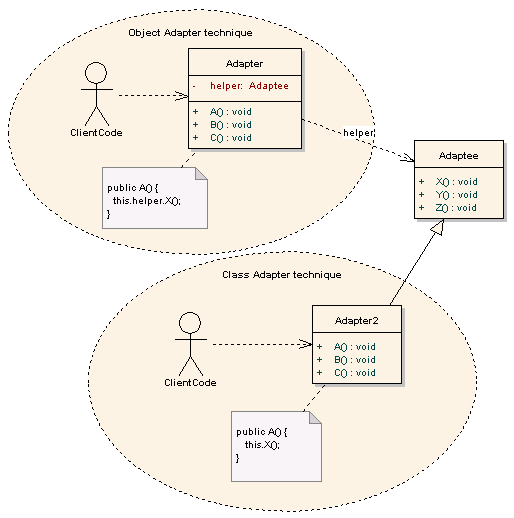 Object Adapter technique
Adapter
- helper: Adaptee
+ A() : void
+ B() : void
+ C() : void
ClientCode
helper
public A() {
this.helper.X();
}
Adaptee
+ X() : void
+ Y() : void
+ Z() : void
Class Adapter technique
Adapter2
+ A() : void
+ B() : void
+ C() : void
ClientCode
public A() {
this.X();
}